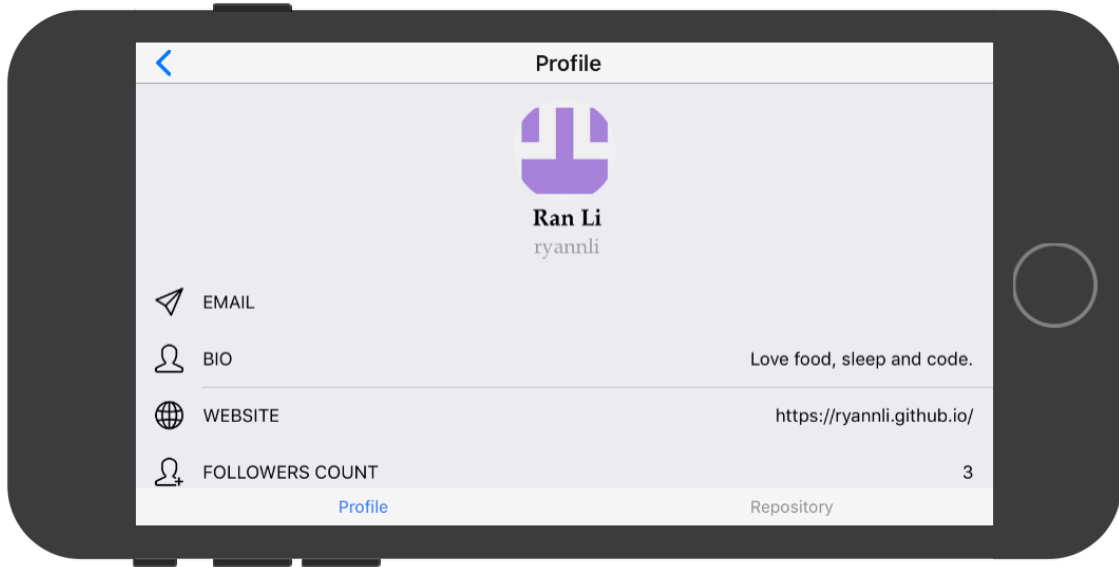 Profile
Ran Li
ryannli
EMAIL
BIO Love food, sleep and code.
WEBSITE https://ryannli.github.io/
FOLLOWERS COUNT 3
Profile Repository